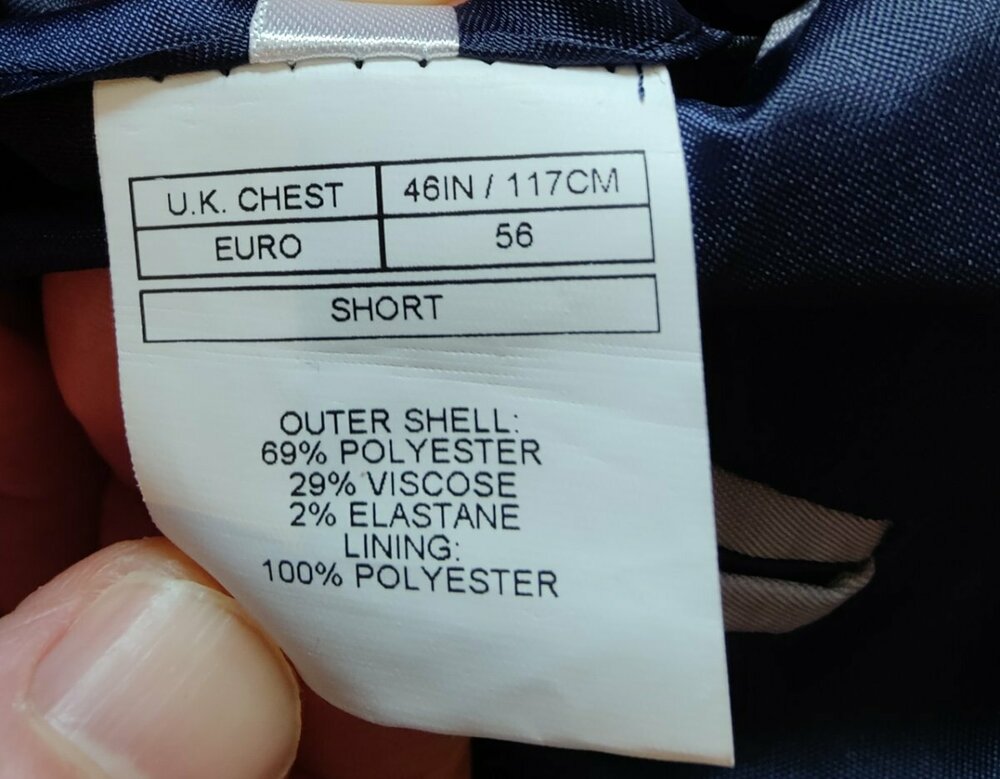 U.K. CHEST 46IN / 117CM
EURO 56
SHORT
OUTER SHELL:
69% POLYESTER
29% VISCOSE
2% ELASTANE
LINING:
100% POLYESTER